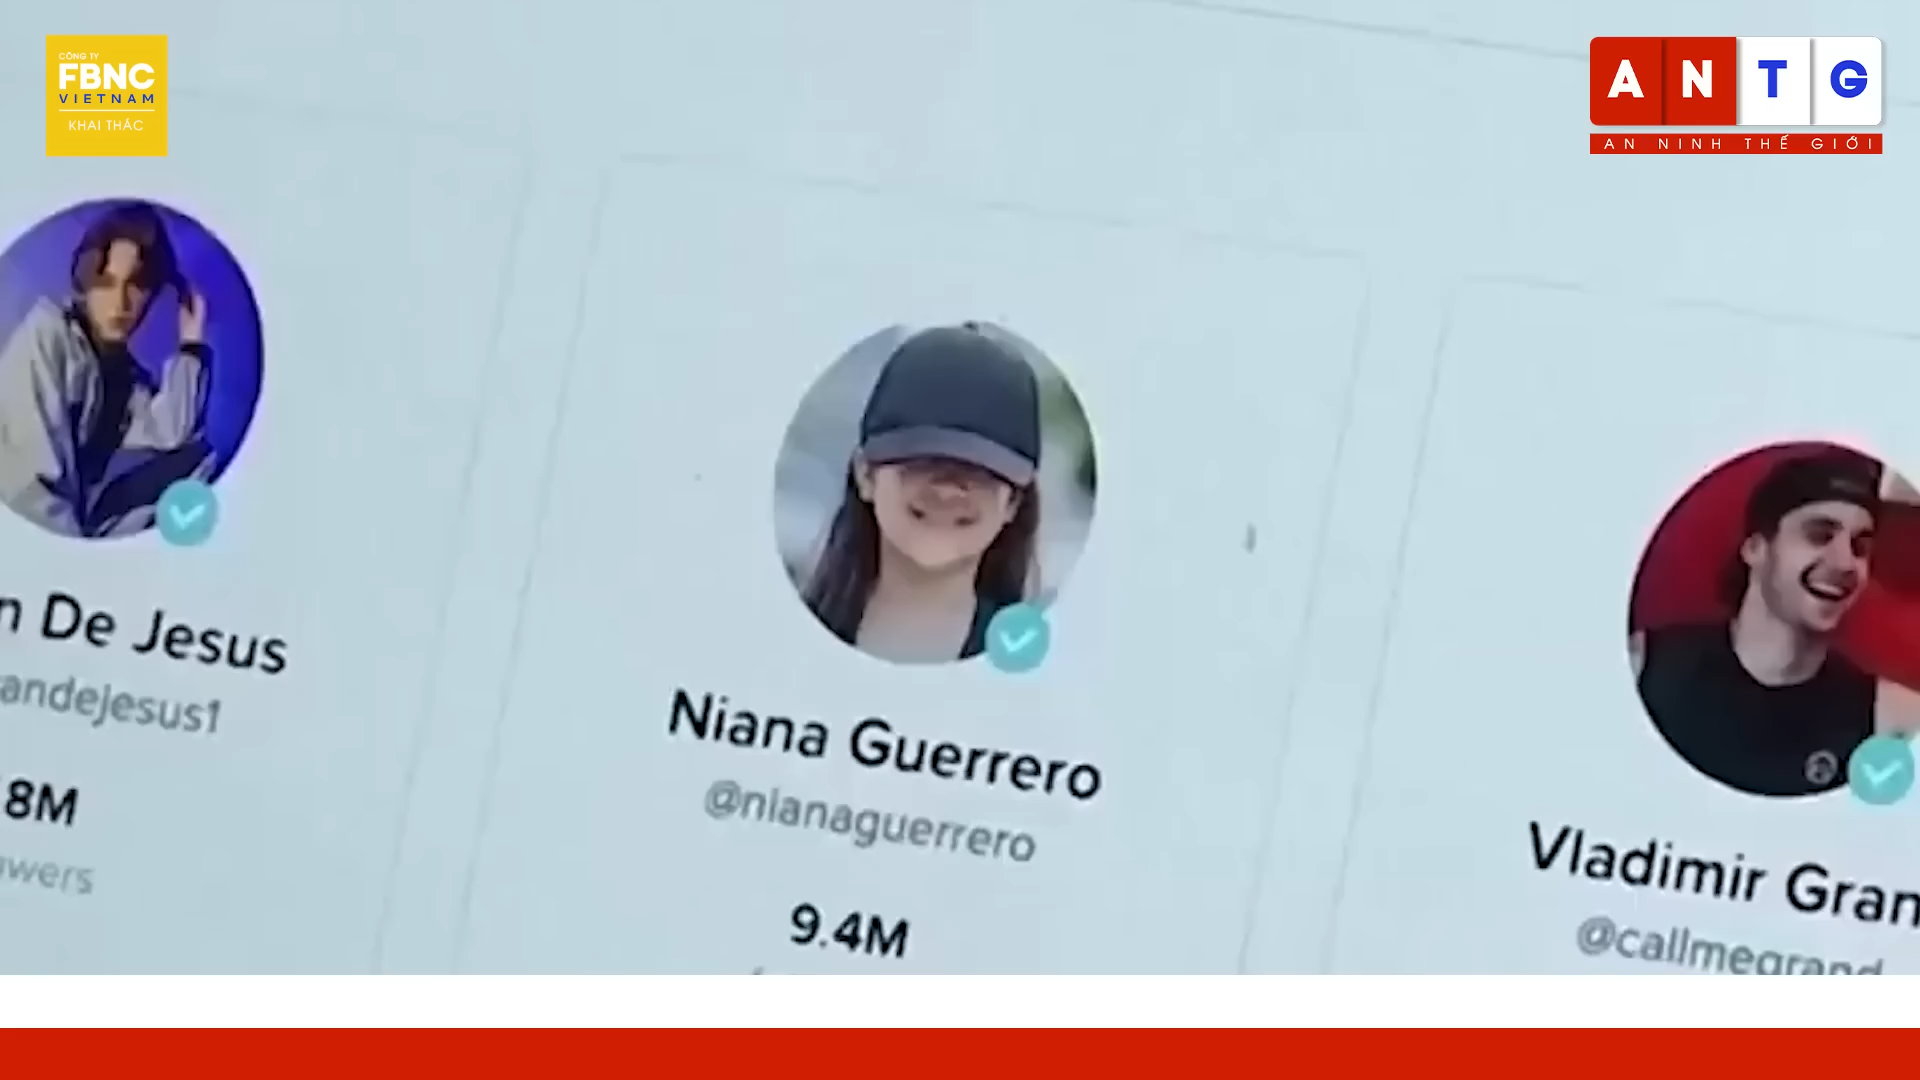 CÔNG TY
FBNC
VIETNAM
KHAI THÁC
ANTG
AN NINH THẾ GIỚI
De Jesus
andejesus1
8M
Niana Guerrero
@nianaguerrero
9.4M
Vladimir Gran
@callmegrand